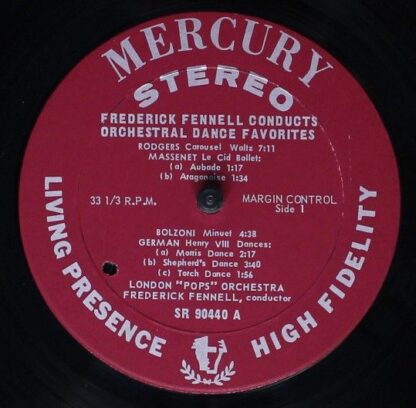 MERCURY
STEREO
FREDERICK FENNELL CONDUCTS
ORCHESTRAL DANCE FAVORITES
RODGERS Carousel Waltz 7:11
MASSENET Le Cid Ballet:
(a) Aubade 1:17
(b) Aragonaise 1:34
33 1/3 R.P.M.
MARGIN CONTROL
Side 1
BOLZONI Minuet 4:38
GERMAN Henry VIII Dances:
(a) Morris Dance 2:17
(b) Shepherd's Dance 3:40
(c) Torch Dance 1:56
LONDON "POPS" ORCHESTRA
FREDERICK FENNELL, conductor
SR 90440 A
LIVING PRESENCE
HIGH FIDELITY